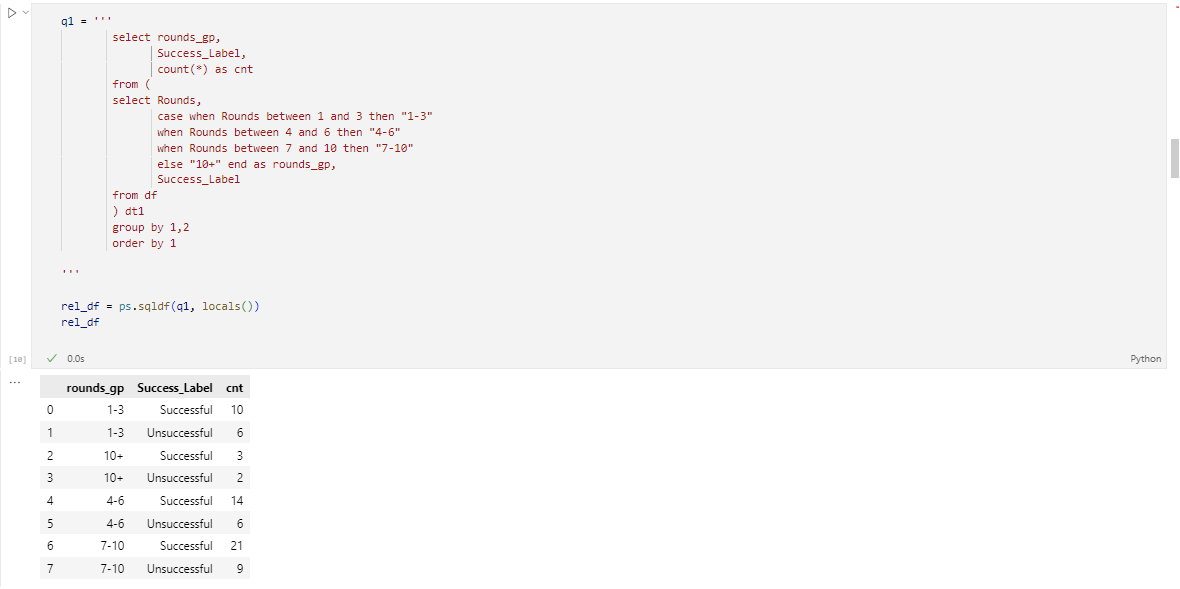 q1 = '''
select rounds_gp,
Success_Label,
count(*) as cnt
from (
select Rounds,
case when Rounds between 1 and 3 then "1-3"
when Rounds between 4 and 6 then "4-6"
when Rounds between 7 and 10 then "7-10"
else "10+" end as rounds_gp,
Success_Label
from df
) dt1
group by 1,2
order by 1
'''
rel_df = ps.sqldf(q1, locals())
rel_df
[10] 0.0s Python
...
rounds_gp Success_Label cnt
0 1-3 Successful 10
1 1-3 Unsuccessful 6
2 10+ Successful 3
3 10+ Unsuccessful 2
4 4-6 Successful 14
5 4-6 Unsuccessful 6
6 7-10 Successful 21
7 7-10 Unsuccessful 9